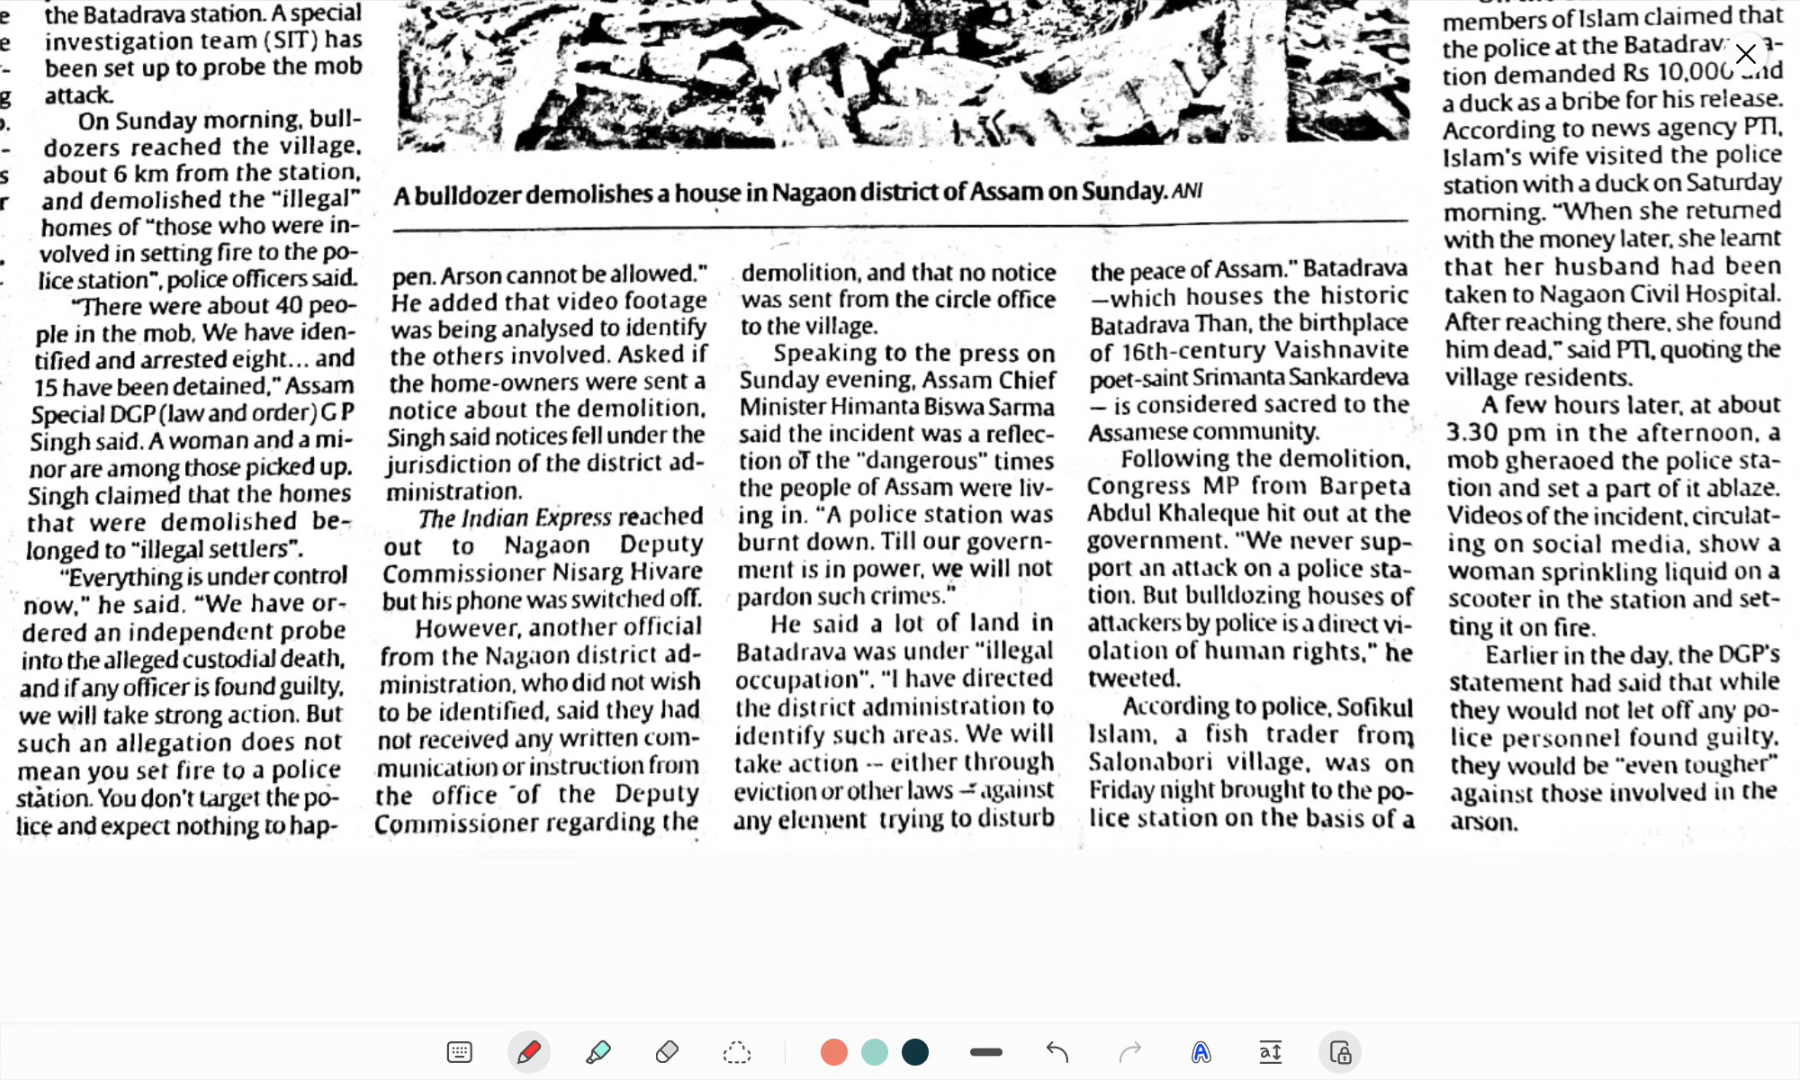 the Batadrava station. A special
investigation team (SIT) has
been set up to probe the mob
attack.
On Sunday morning, bull-
dozers reached the village,
about 6 km from the station,
and demolished the "illegal"
homes of "those who were in-
volved in setting fire to the po-
lice station", police officers said.
"There were about 40 peo-
ple in the mob. We have iden-
tified and arrested eight... and
15 have been detained," Assam
Special DGP (law and order) G P
Singh said. A woman and a mi-
nor are among those picked up.
Singh claimed that the homes
that were demolished be-
longed to "illegal settlers".
"Everything is under control
now," he said. "We have or-
dered an independent probe
into the alleged custodial death,
and if any officer is found guilty,
we will take strong action. But
such an allegation does not
mean you set fire to a police
station. You don't target the po-
lice and expect nothing to hap-
A bulldozer demolishes a house in Nagaon district of Assam on Sunday. ANI
pen. Arson cannot be allowed."
He added that video footage
was being analysed to identify
the others involved. Asked if
the home-owners were sent a
notice about the demolition,
Singh said notices fell under the
jurisdiction of the district ad-
ministration.
The Indian Express reached
out to Nagaon Deputy
Commissioner Nisarg Hivare
but his phone was switched off.
However, another official
from the Nagaon district ad-
ministration, who did not wish
to be identified, said they had
not received any written com-
munication or instruction from
the office of the Deputy
Commissioner regarding the
demolition, and that no notice
was sent from the circle office
to the village.
Speaking to the press on
Sunday evening, Assam Chief
Minister Himanta Biswa Sarma
said the incident was a reflec-
tion of the "dangerous" times
the people of Assam were liv-
ing in. "A police station was
burnt down. Till our govern-
ment is in power, we will not
pardon such crimes."
He said a lot of land in
Batadrava was under "illegal
occupation". "I have directed
the district administration to
identify such areas. We will
take action -- either through
eviction or other laws — against
any element trying to disturb
the peace of Assam." Batadrava
—which houses the historic
Batadrava Than, the birthplace
of 16th-century Vaishnavite
poet-saint Srimanta Sankardeva
— is considered sacred to the
Assamese community.
Following the demolition,
Congress MP from Barpeta
Abdul Khaleque hit out at the
government. "We never sup-
port an attack on a police sta-
tion. But bulldozing houses of
attackers by police is a direct vi-
olation of human rights," he
tweeted.
According to police, Sofikul
Islam, a fish trader from
Salonabori village, was on
Friday night brought to the po-
lice station on the basis of a
members of Islam claimed that
the police at the Batadrava
tion demanded Rs 10,000 and
a duck as a bribe for his release.
According to news agency PTI,
Islam's wife visited the police
station with a duck on Saturday
morning. "When she returned
with the money later, she learnt
that her husband had been
taken to Nagaon Civil Hospital.
After reaching there, she found
him dead," said PTI, quoting the
village residents.
A few hours later, at about
3.30 pm in the afternoon, a
mob gheraoed the police sta-
tion and set a part of it ablaze.
Videos of the incident, circulat-
ing on social media, show a
woman sprinkling liquid on a
scooter in the station and set-
ting it on fire.
Earlier in the day, the DGP's
statement had said that while
they would not let off any po-
lice personnel found guilty,
they would be "even tougher"
against those involved in the
arson.